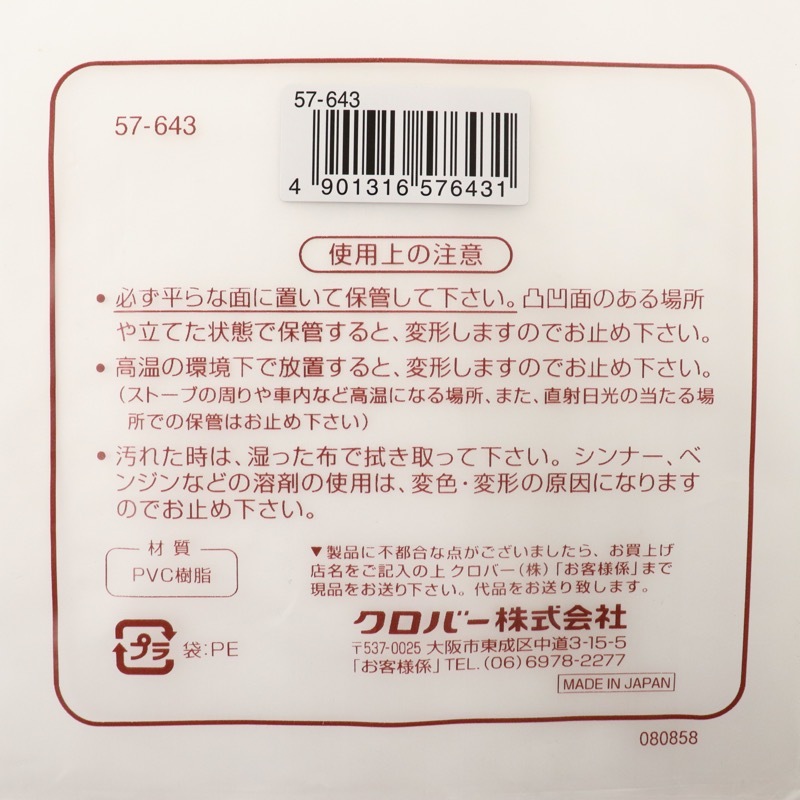 57-643
57-643
4 901316 576431
使用上の注意
• 必ず平らな面に置いて保管して下さい。凸凹面のある場所
や立てた状態で保管すると、変形しますのでお止め下さい。
• 高温の環境下で放置すると、変形しますのでお止め下さい。
(ストーブの周りや車内など高温になる場所、また、直射日光の当たる場
所での保管はお止め下さい)
• 汚れた時は、湿った布で拭き取って下さい。シンナー、ベ
ンジンなどの溶剤の使用は、変色・変形の原因になります
のでお止め下さい。
材質
PVC樹脂
▼製品に不都合な点がございましたら、お買上げ
店名をご記入の上 クロバー(株)「お客様係」まで
現品をお送り下さい。代品をお送り致します。
プラ 袋:PE
クロバー株式会社
〒537-0025 大阪市東成区中道3-15-5
「お客様係」TEL.(06)6978-2277
MADE IN JAPAN
080858